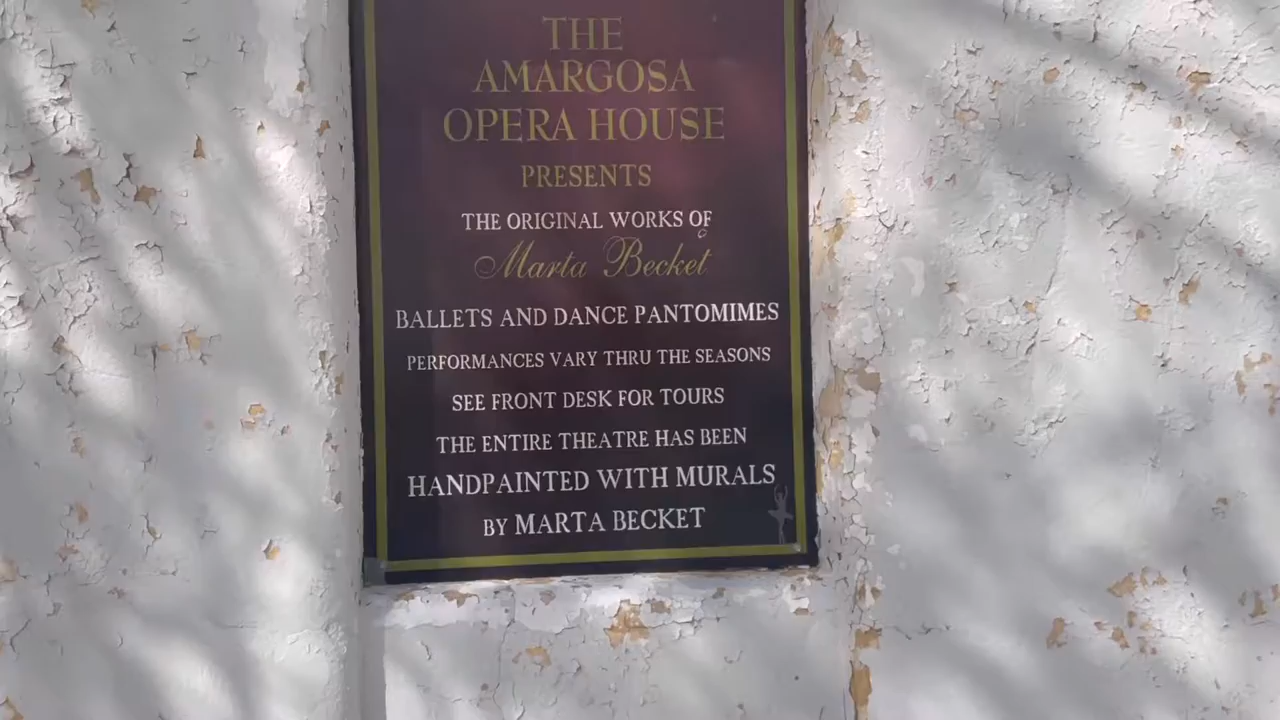 THE
AMARGOSA
OPERA HOUSE
PRESENTS
THE ORIGINAL WORKS OF
Marta Becket
BALLETS AND DANCE PANTOMIMES
PERFORMANCES VARY THRU THE SEASONS
SEE FRONT DESK FOR TOURS
THE ENTIRE THEATRE HAS BEEN
HANDPAINTED WITH MURALS
BY MARTA BECKET